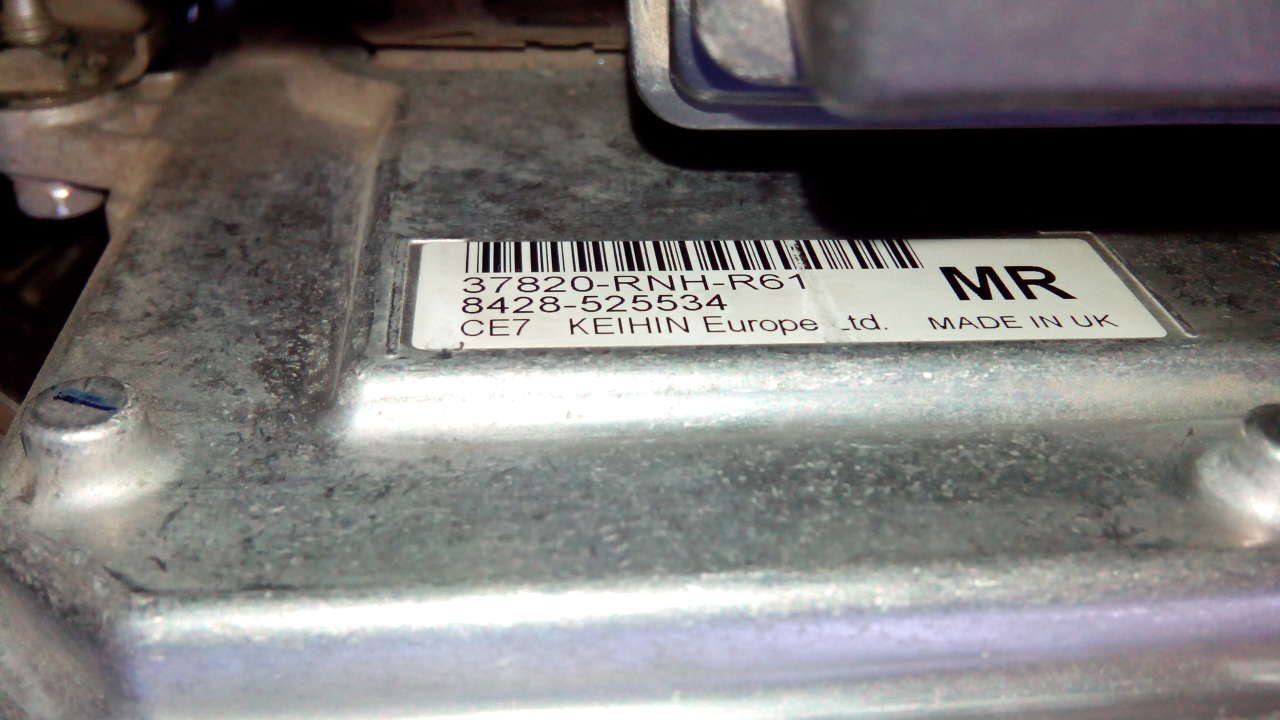 37820-RNH-R61
8428-525534
MR
CE7 KEIHIN Europe Ltd. MADE IN UK